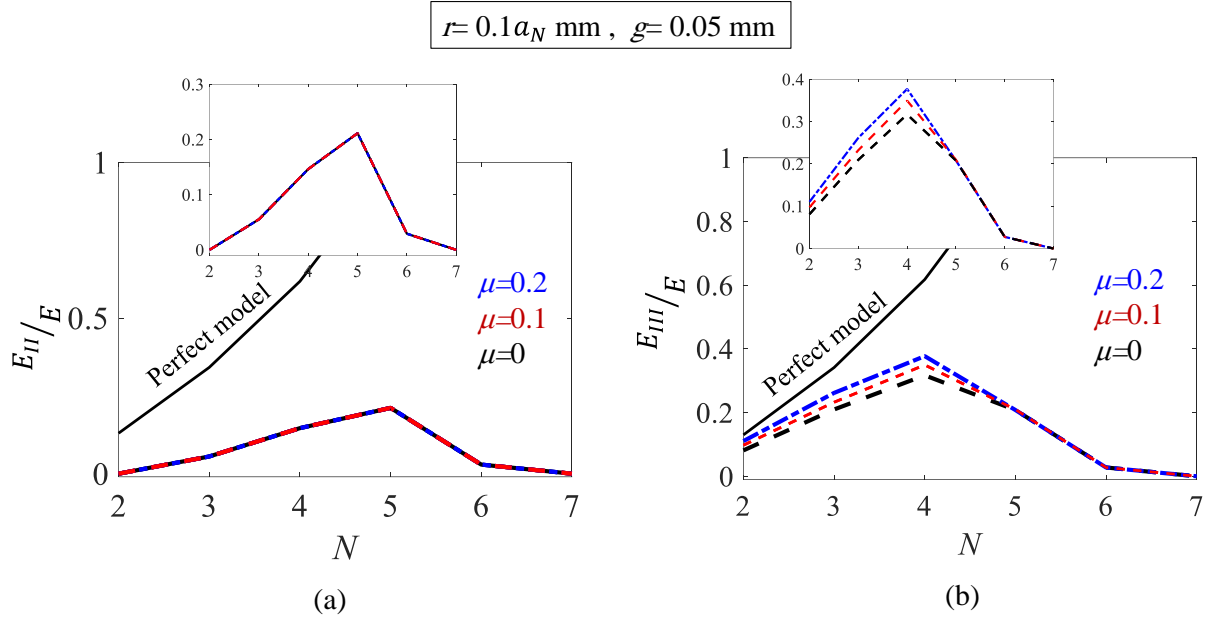 r= 0.1a_N mm , g= 0.05 mm
0.3
0.2
0.1
0
2 3 4 5 6 7
1
0.5
0
E_II/E
Perfect model
μ=0.2
μ=0.1
μ=0
2 3 4 5 6 7
N
(a)
0.4
0.3
0.2
0.1
0
2 3 4 5 6 7
1
0.8
0.6
0.4
0.2
0
E_III/E
Perfect model
μ=0.2
μ=0.1
μ=0
2 3 4 5 6 7
N
(b)